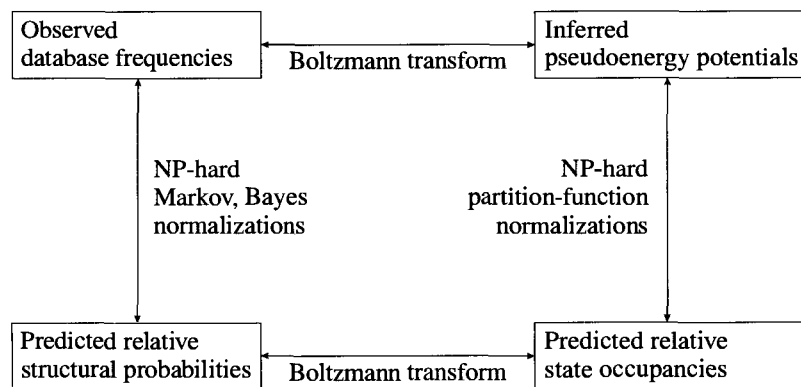 Observed
database frequencies
Boltzmann transform
Inferred
pseudoenergy potentials
NP-hard
Markov, Bayes
normalizations
NP-hard
partition-function
normalizations
Predicted relative
structural probabilities
Boltzmann transform
Predicted relative
state occupancies